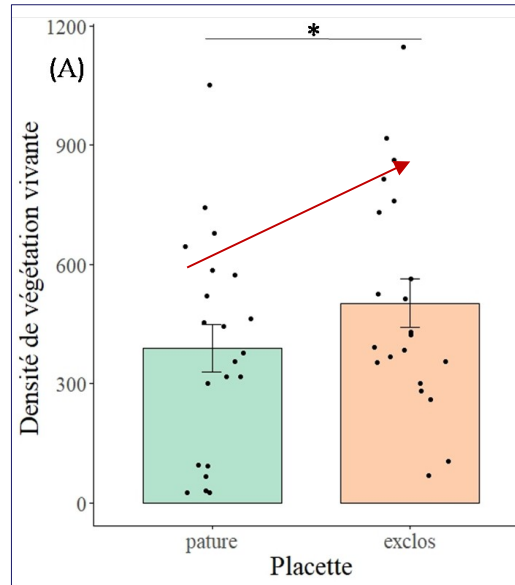 1200
*
(A)
900
Densité de végétation vivante
600
300
0
pature
exclos
Placette